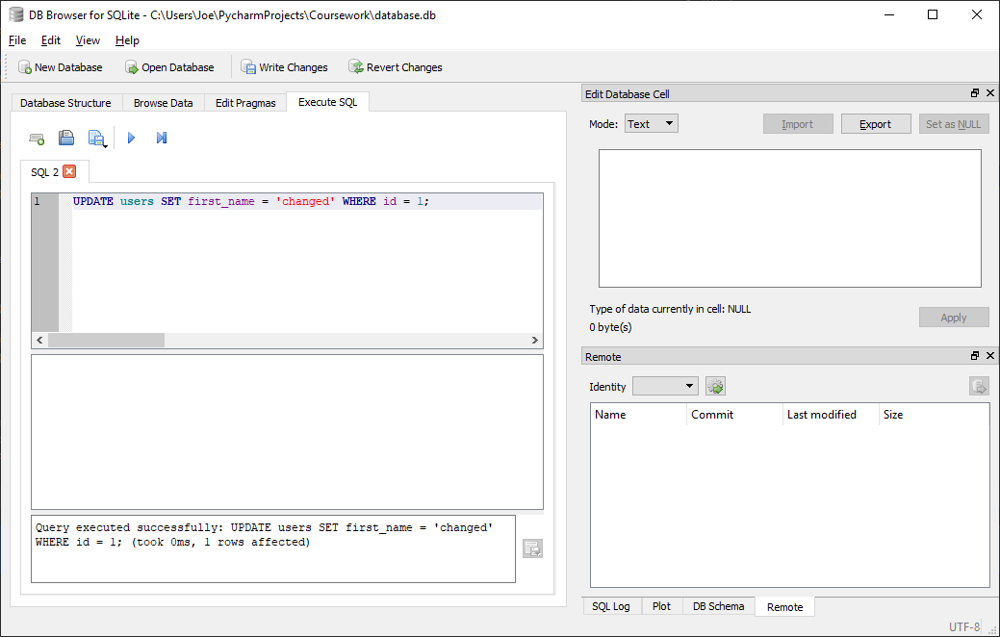 DB Browser for SQLite - C:\Users\Joe\PycharmProjects\Coursework\database.db
File Edit View Help
New Database Open Database Write Changes Revert Changes
Database Structure Browse Data Edit Pragmas Execute SQL
SQL 2
1 UPDATE users SET first_name = 'changed' WHERE id = 1;
Query executed successfully: UPDATE users SET first_name = 'changed'
WHERE id = 1; (took 0ms, 1 rows affected)
Edit Database Cell
Mode: Text Import Export Set as NULL
Type of data currently in cell: NULL
0 byte(s)
Apply
Remote
Identity
Name Commit Last modified Size
SQL Log Plot DB Schema Remote
UTF-8